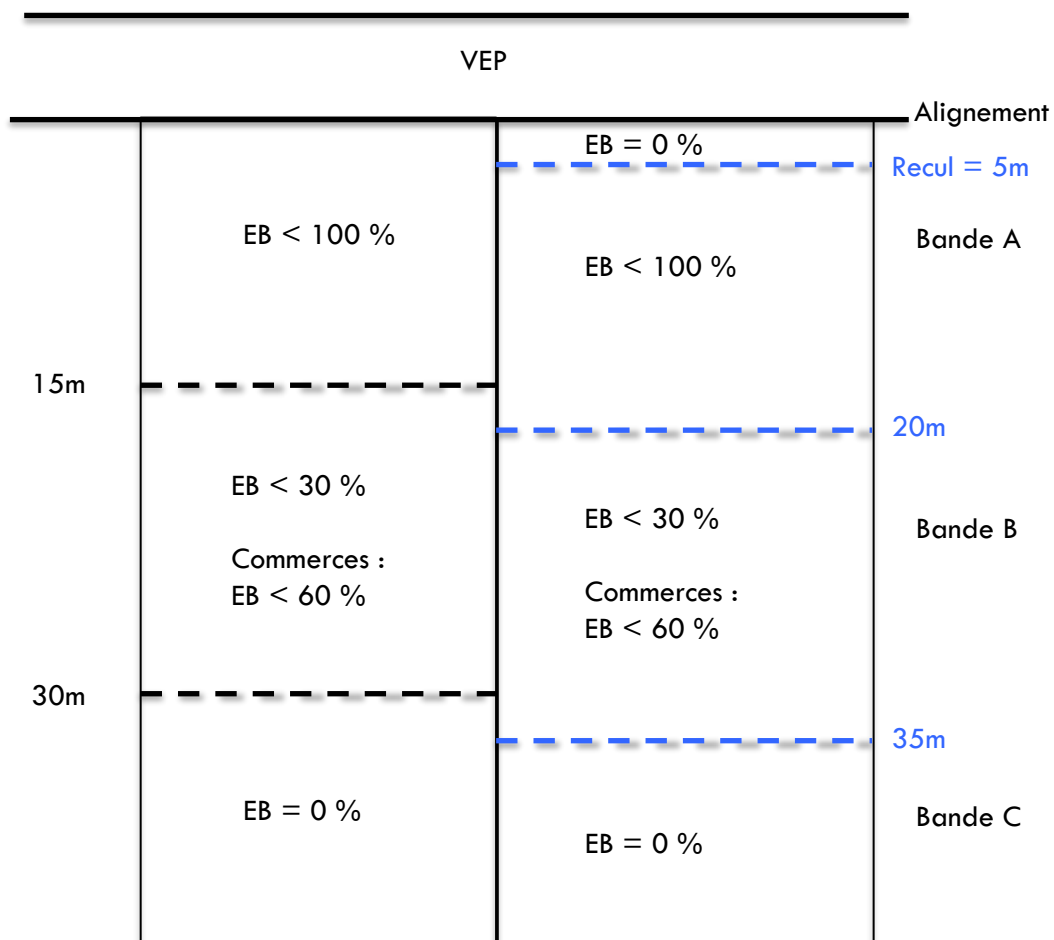 VEP
Alignement
EB = 0 %
Recul = 5m
EB < 100 %
Bande A
EB < 100 %
15m
20m
EB < 30 %
EB < 30 %
Bande B
Commerces :
EB < 60 %
Commerces :
EB < 60 %
30m
35m
EB = 0 %
Bande C
EB = 0 %